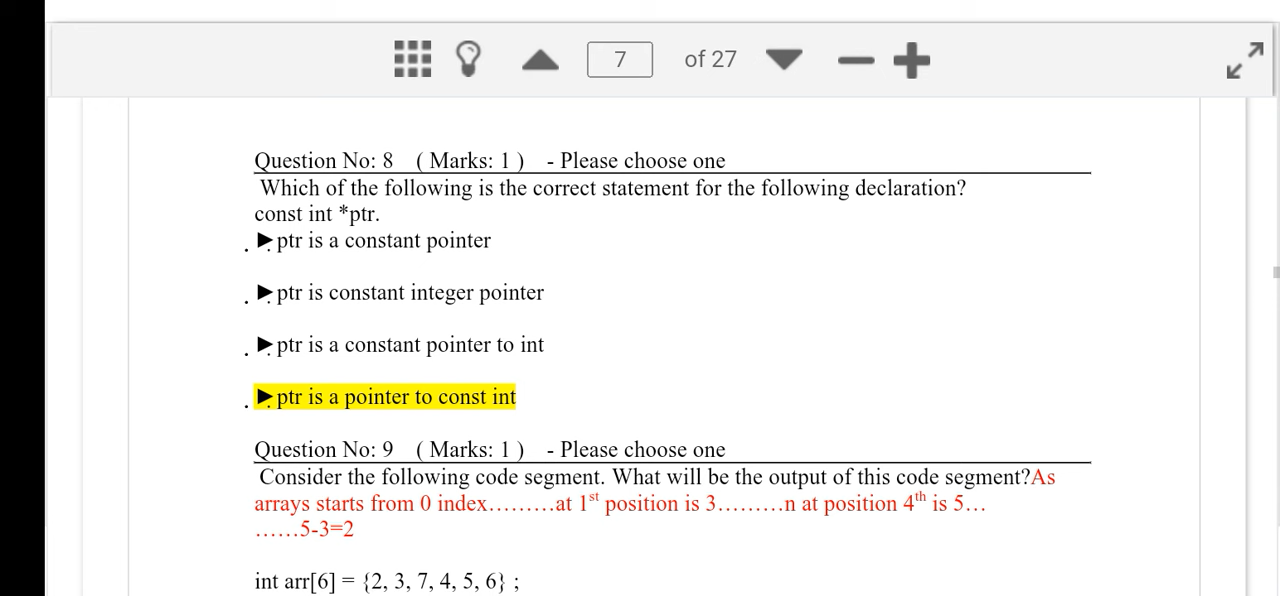 7 of 27
Question No: 8 ( Marks: 1 ) - Please choose one
Which of the following is the correct statement for the following declaration?
const int *ptr.
. ►ptr is a constant pointer
. ►ptr is constant integer pointer
. ►ptr is a constant pointer to int
. ►ptr is a pointer to const int
Question No: 9 ( Marks: 1 ) - Please choose one
Consider the following code segment. What will be the output of this code segment?As
arrays starts from 0 index………at 1st position is 3………n at position 4th is 5…
……5-3=2
int arr[6] = {2, 3, 7, 4, 5, 6} ;